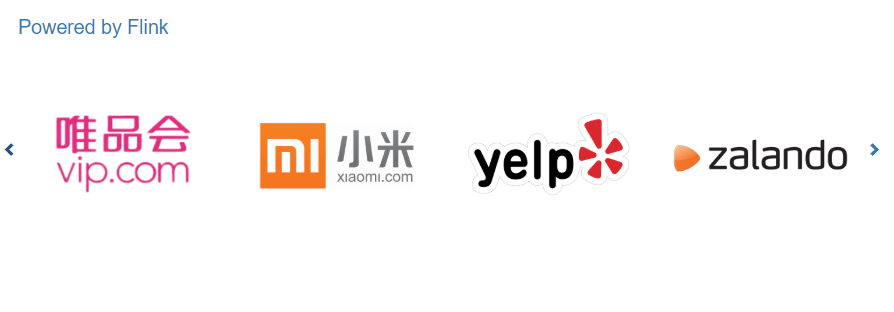 Powered by Flink
唯品会
vip.com
mi 小米
xiaomi.com
yelp
zalando